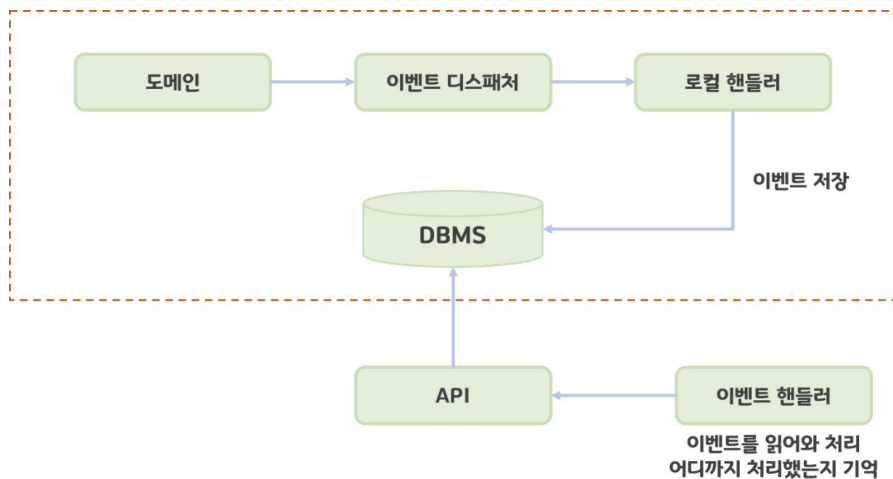 도메인
이벤트 디스패처
로컬 핸들러
이벤트 저장
DBMS
API
이벤트 핸들러
이벤트를 읽어와 처리
어디까지 처리했는지 기억